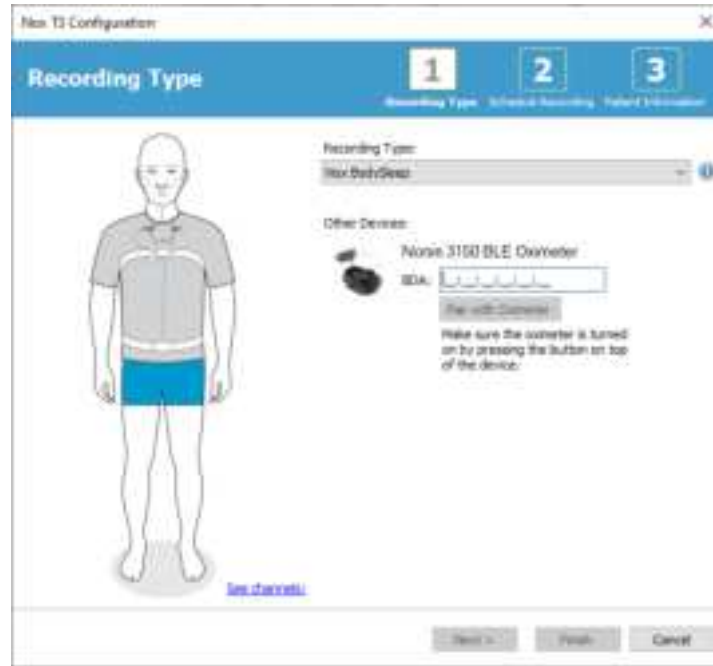 Nox T3 Configuration
Recording Type
1
2
3
Recording Type
Schedule Recording
Patient Information
Recording Type:
Nox BodySleep
Other Devices:
Nonin 3150 BLE Oximeter
BDA:
Pair with Oximeter
Make sure the oximeter is turned
on by pressing the button on top
of the device.
See channels
Next >
Finish
Cancel